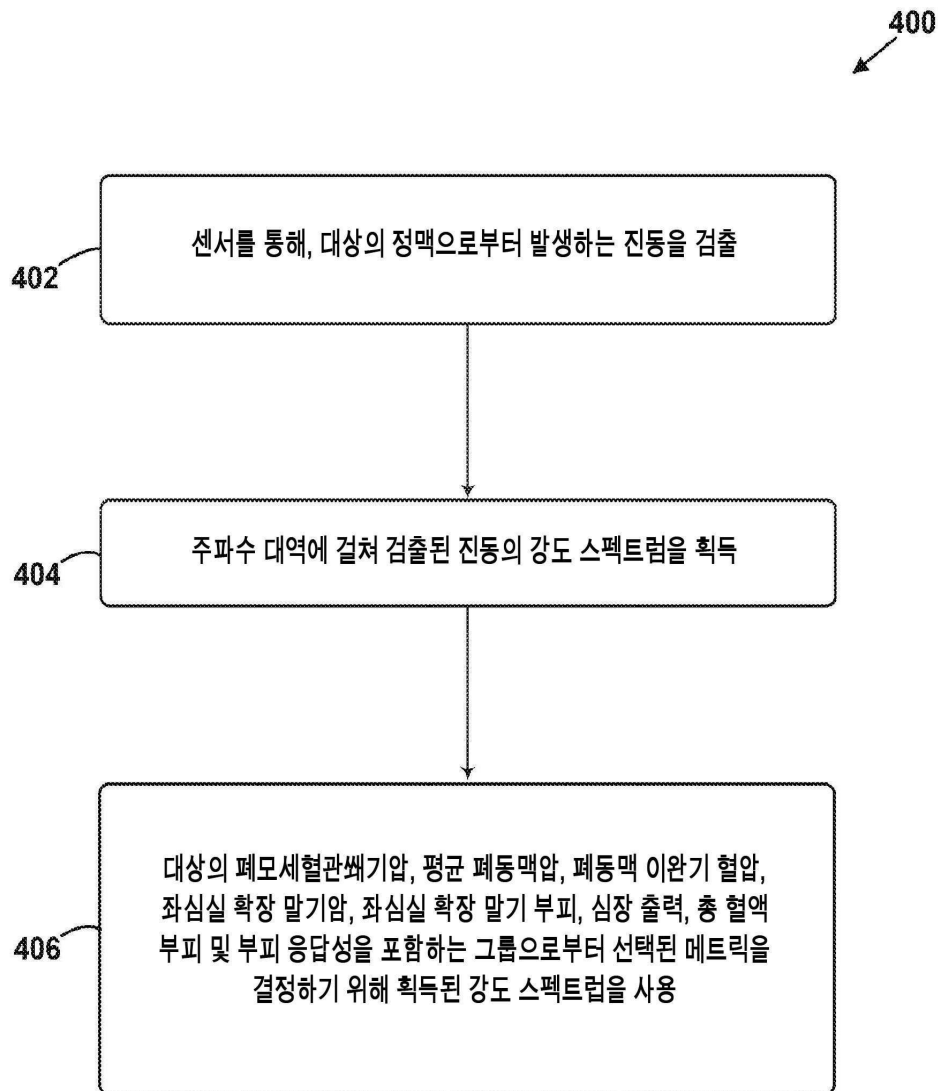 400
센서를 통해, 대상의 정맥으로부터 발생하는 진동을 검출
402
주파수 대역에 걸쳐 검출된 진동의 강도 스펙트럼을 획득
404
대상의 폐모세혈관쐐기압, 평균 폐동맥압, 폐동맥 이완기 혈압,
좌심실 확장 말기암, 좌심실 확장 말기 부피, 심장 출력, 총 혈액
부피 및 부피 응답성을 포함하는 그룹으로부터 선택된 메트릭을
결정하기 위해 획득된 강도 스펙트럽을 사용
406